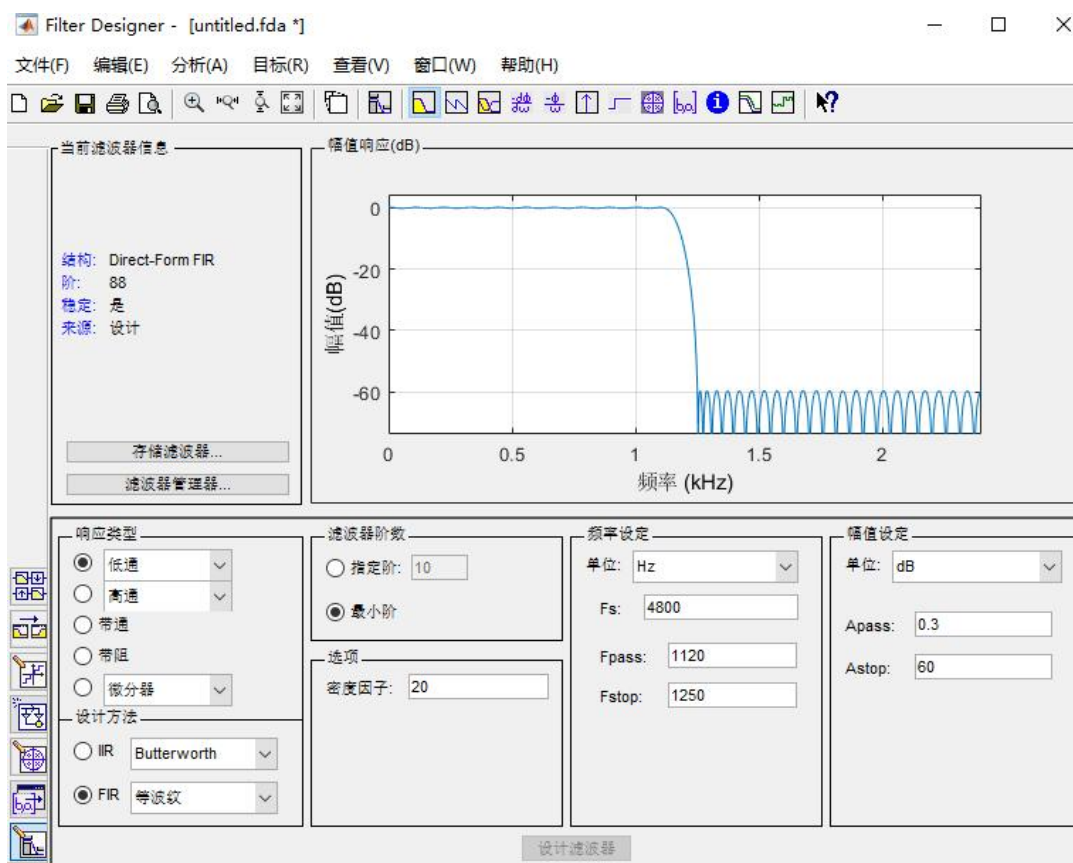 Filter Designer - [untitled.fda *]
文件(F) 编辑(E) 分析(A) 目标(R) 查看(V) 窗口(W) 帮助(H)
当前滤波器信息
结构: Direct-Form FIR
阶: 88
稳定: 是
来源: 设计
存储滤波器...
滤波器管理器...
幅值响应(dB)
幅值(dB)
0
-20
-40
-60
0 0.5 1 1.5 2
频率 (kHz)
响应类型
低通
高通
带通
带阻
微分器
设计方法
IIR Butterworth
FIR 等波纹
滤波器阶数
指定阶: 10
最小阶
选项
密度因子: 20
频率设定
单位: Hz
Fs: 4800
Fpass: 1120
Fstop: 1250
幅值设定
单位: dB
Apass: 0.3
Astop: 60
设计滤波器